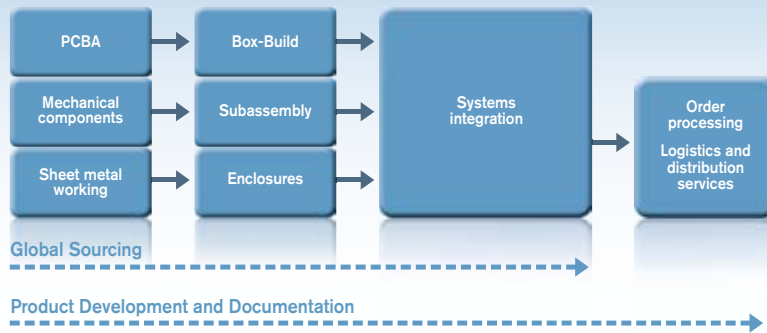 PCBA
Box-Build
Mechanical
components
Subassembly
Sheet metal
working
Enclosures
Systems
integration
Order
processing
Logistics and
distribution
services
Global Sourcing
Product Development and Documentation